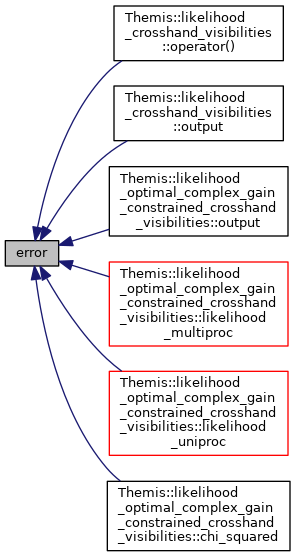 Themis::likelihood
_crosshand_visibilities
::operator()
Themis::likelihood
_crosshand_visibilities
::output
Themis::likelihood
_optimal_complex_gain
_constrained_crosshand
_visibilities::output
error
Themis::likelihood
_optimal_complex_gain
_constrained_crosshand
_visibilities::likelihood
_multiproc
Themis::likelihood
_optimal_complex_gain
_constrained_crosshand
_visibilities::likelihood
_uniproc
Themis::likelihood
_optimal_complex_gain
_constrained_crosshand
_visibilities::chi_squared